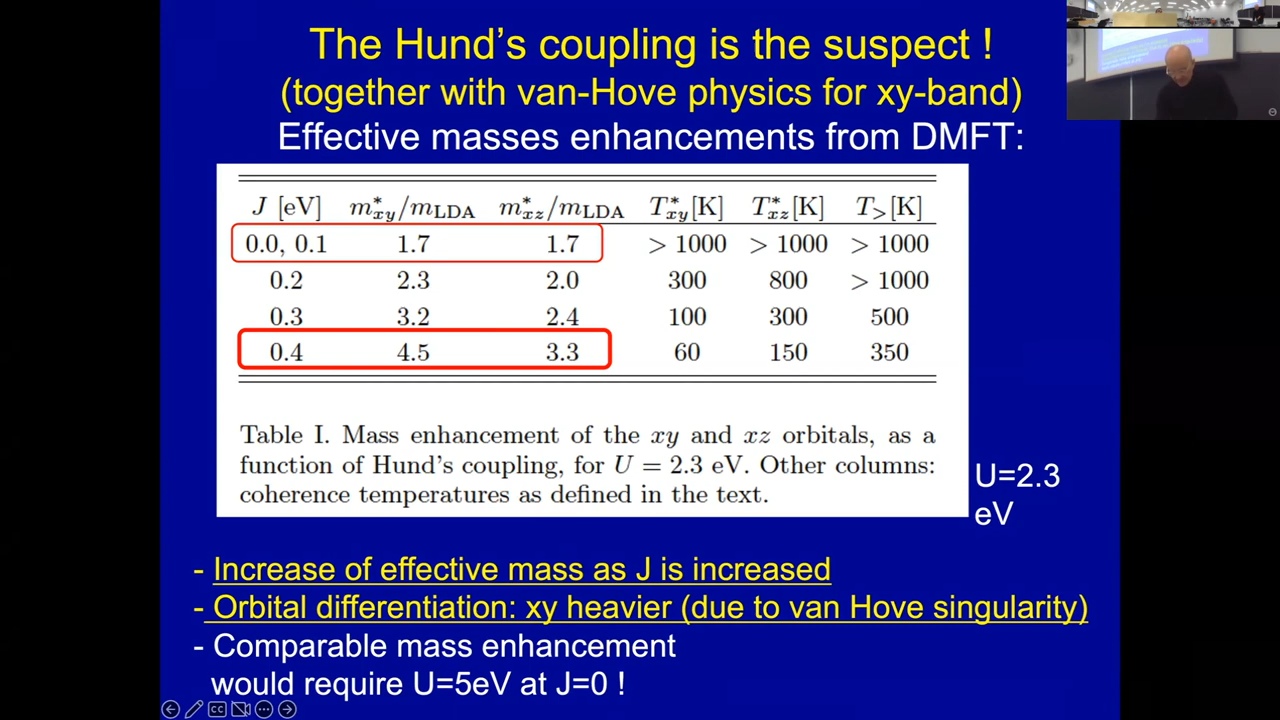 The Hund's coupling is the suspect !
(together with van-Hove physics for xy-band)
Effective masses enhancements from DMFT:
J [eV] m*xy/mLDA m*xz/mLDA T*xy[K] T*xz[K] T>[K]
0.0, 0.1 1.7 1.7 > 1000 > 1000 > 1000
0.2 2.3 2.0 300 800 > 1000
0.3 3.2 2.4 100 300 500
0.4 4.5 3.3 60 150 350
Table I. Mass enhancement of the xy and xz orbitals, as a
function of Hund's coupling, for U = 2.3 eV. Other columns:
coherence temperatures as defined in the text.
U=2.3
eV
- Increase of effective mass as J is increased
- Orbital differentiation: xy heavier (due to van Hove singularity)
- Comparable mass enhancement
would require U=5eV at J=0 !
CC